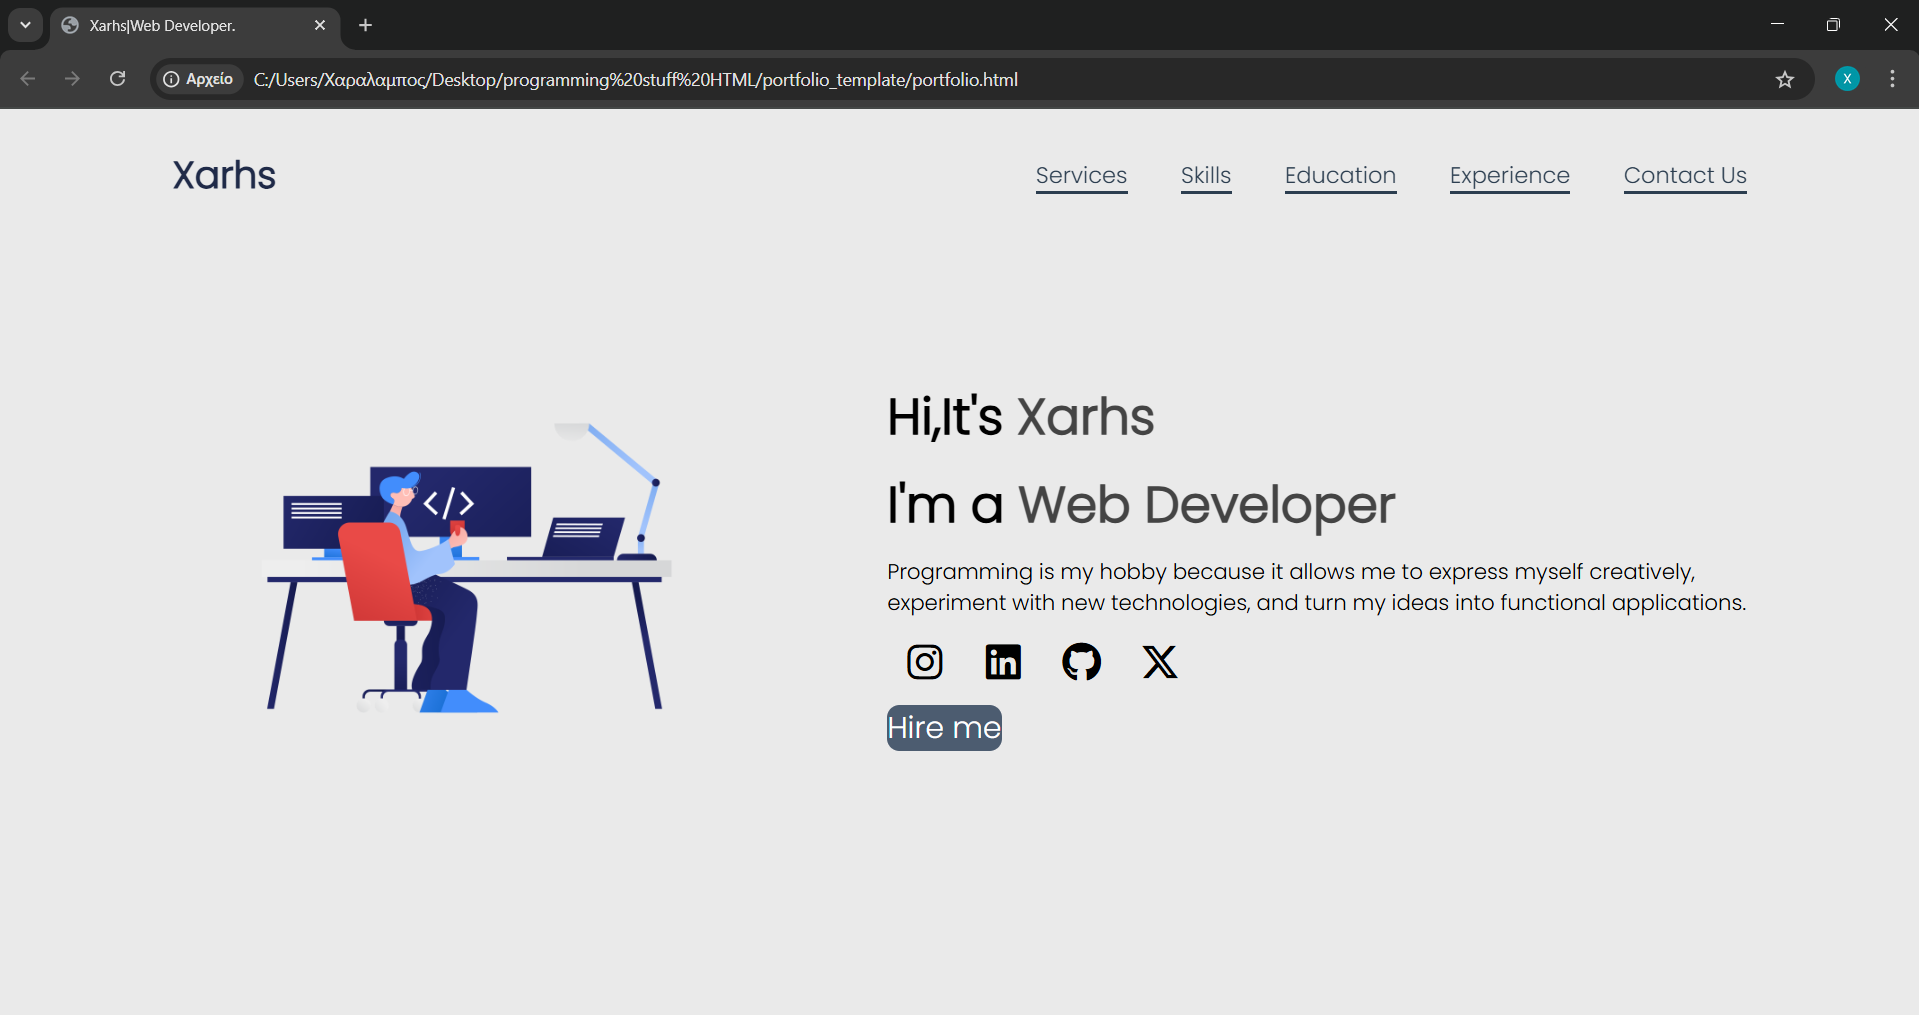 Xarhs|Web Developer.
Αρχείο C:/Users/Χαραλαμπος/Desktop/programming%20stuff%20HTML/portfolio_template/portfolio.html X
Xarhs Services Skills Education Experience Contact Us
Hi,It's Xarhs
I'm a Web Developer
</>
Programming is my hobby because it allows me to express myself creatively,
experiment with new technologies, and turn my ideas into functional applications.
in X
Hire me